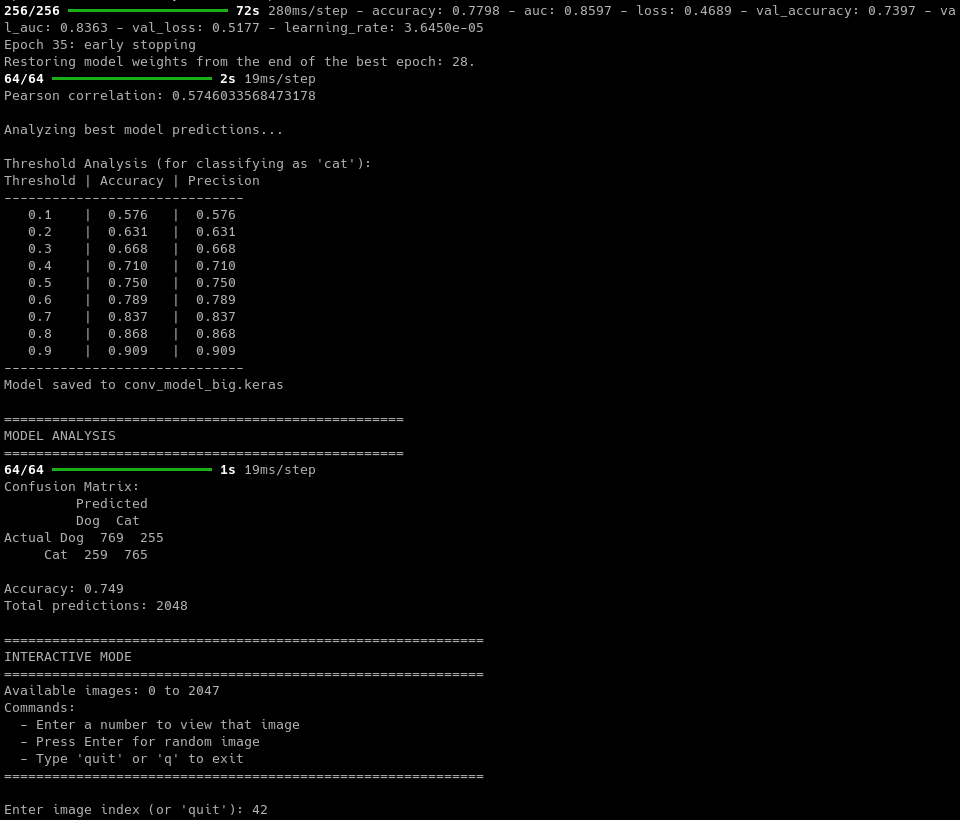 256/256 ━━━━━━━━━━━━━━━━━━━━ 72s 280ms/step - accuracy: 0.7798 - auc: 0.8597 - loss: 0.4689 - val_accuracy: 0.7397 - va
l_auc: 0.8363 - val_loss: 0.5177 - learning_rate: 3.6450e-05
Epoch 35: early stopping
Restoring model weights from the end of the best epoch: 28.
64/64 ━━━━━━━━━━━━━━━━━━━━ 2s 19ms/step
Pearson correlation: 0.5746033568473178
Analyzing best model predictions...
Threshold Analysis (for classifying as 'cat'):
Threshold | Accuracy | Precision
------------------------------
   0.1    |  0.576   |  0.576
   0.2    |  0.631   |  0.631
   0.3    |  0.668   |  0.668
   0.4    |  0.710   |  0.710
   0.5    |  0.750   |  0.750
   0.6    |  0.789   |  0.789
   0.7    |  0.837   |  0.837
   0.8    |  0.868   |  0.868
   0.9    |  0.909   |  0.909
------------------------------
Model saved to conv_model_big.keras
==================================================
MODEL ANALYSIS
==================================================
64/64 ━━━━━━━━━━━━━━━━━━━━ 1s 19ms/step
Confusion Matrix:
         Predicted
         Dog  Cat
Actual Dog  769  255
     Cat  259  765
Accuracy: 0.749
Total predictions: 2048
============================================================
INTERACTIVE MODE
============================================================
Available images: 0 to 2047
Commands:
  - Enter a number to view that image
  - Press Enter for random image
  - Type 'quit' or 'q' to exit
============================================================
Enter image index (or 'quit'): 42